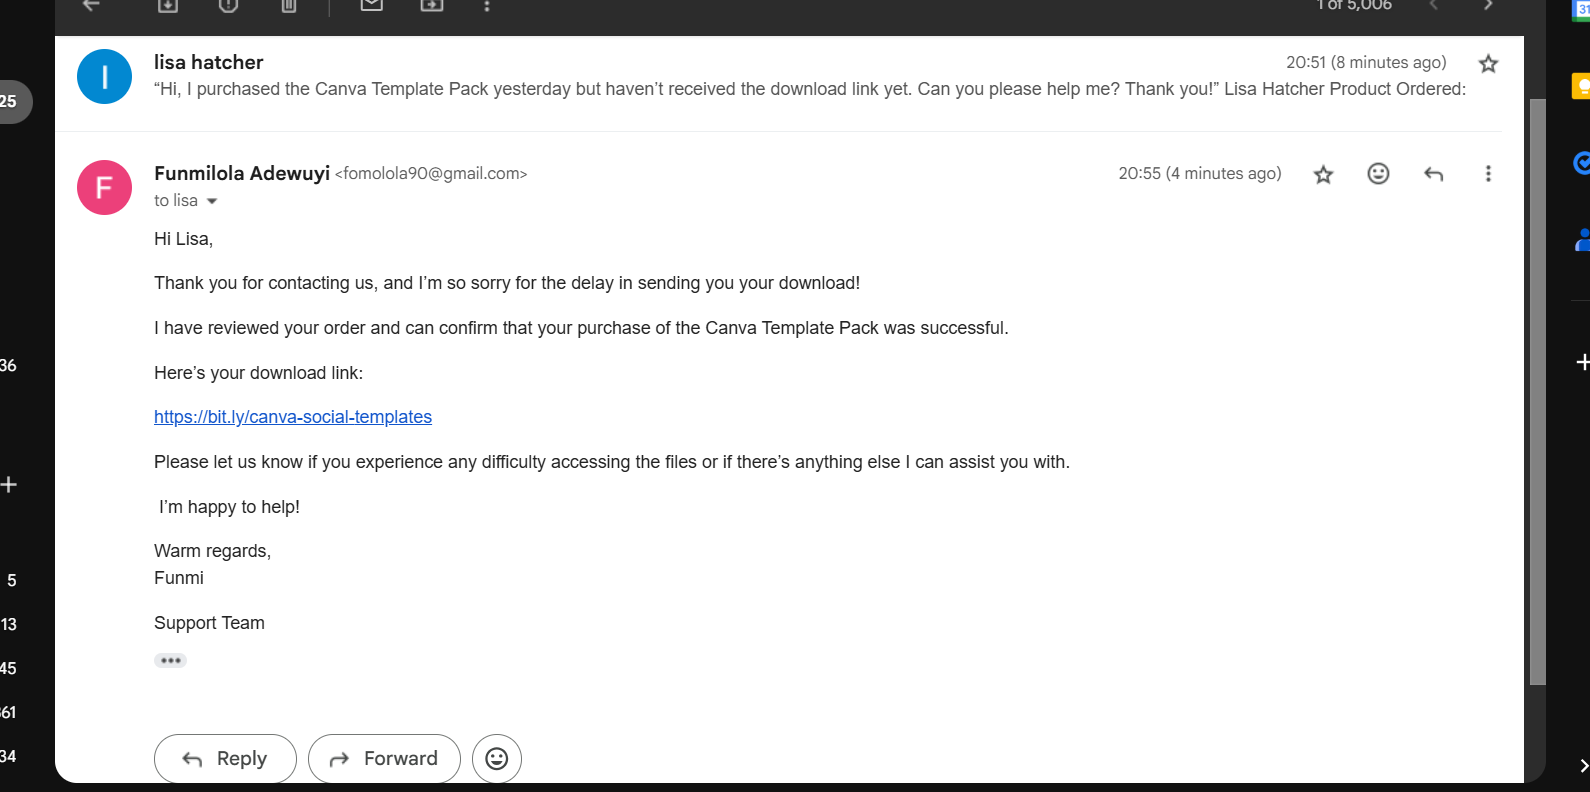 1 of 5,006
31
25
lisa hatcher
20:51 (8 minutes ago)
“Hi, I purchased the Canva Template Pack yesterday but haven’t received the download link yet. Can you please help me? Thank you!” Lisa Hatcher Product Ordered:
Funmilola Adewuyi <fomolola90@gmail.com>
20:55 (4 minutes ago)
to lisa
Hi Lisa,
Thank you for contacting us, and I’m so sorry for the delay in sending you your download!
I have reviewed your order and can confirm that your purchase of the Canva Template Pack was successful.
36
Here’s your download link:
https://bit.ly/canva-social-templates
Please let us know if you experience any difficulty accessing the files or if there’s anything else I can assist you with.
I’m happy to help!
Warm regards,
Funmi
5
Support Team
13
45
61
34
Reply
Forward